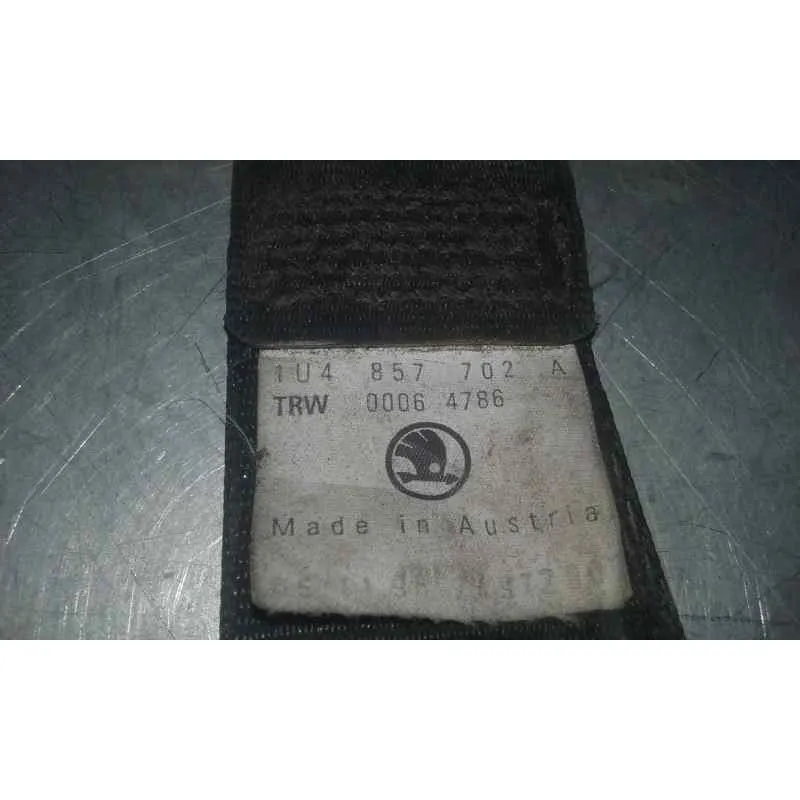 1U4 857 702 A
TRW 0006 4786
Made in Austria